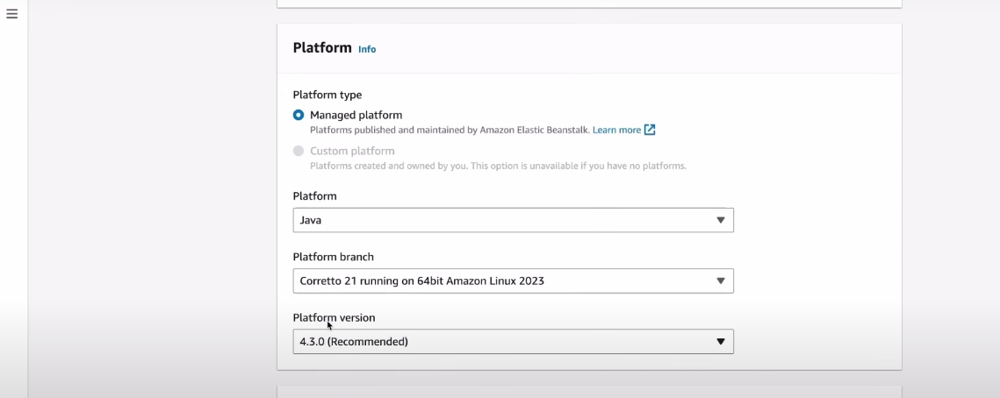 Platform Info
Platform type
Managed platform
Platforms published and maintained by Amazon Elastic Beanstalk. Learn more
Custom platform
Platforms created and owned by you. This option is unavailable if you have no platforms.
Platform
Java
Platform branch
Corretto 21 running on 64bit Amazon Linux 2023
Platform version
4.3.0 (Recommended)